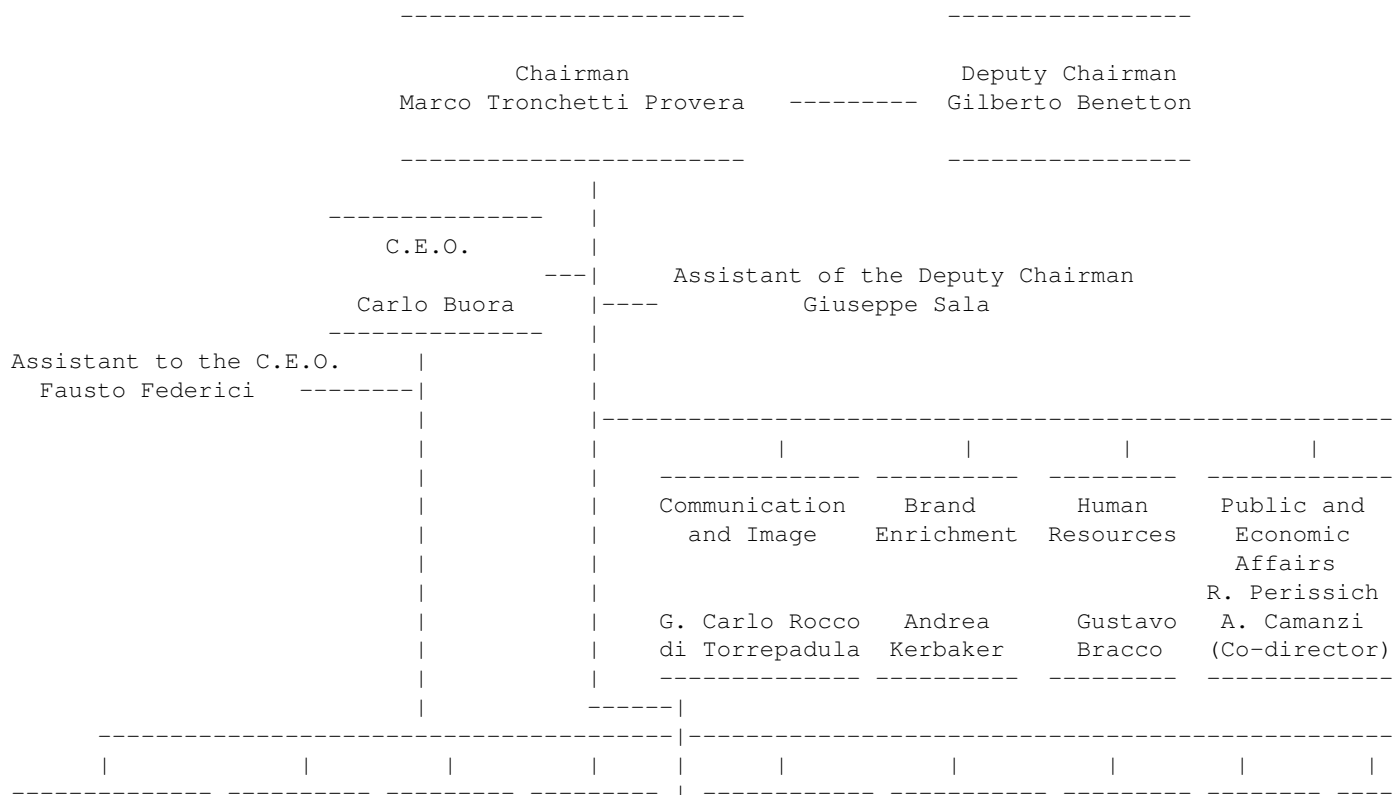 Chairman Deputy Chairman
Marco Tronchetti Provera --------- Gilberto Benetton
C.E.O.
Assistant of the Deputy Chairman
Carlo Buora Giuseppe Sala
Assistant to the C.E.O.
Fausto Federici
Communication Brand Human Public and
and Image Enrichment Resources Economic
Affairs
R. Perissich
G. Carlo Rocco Andrea Gustavo A. Camanzi
di Torrepadula Kerbaker Bracco (Co-director)